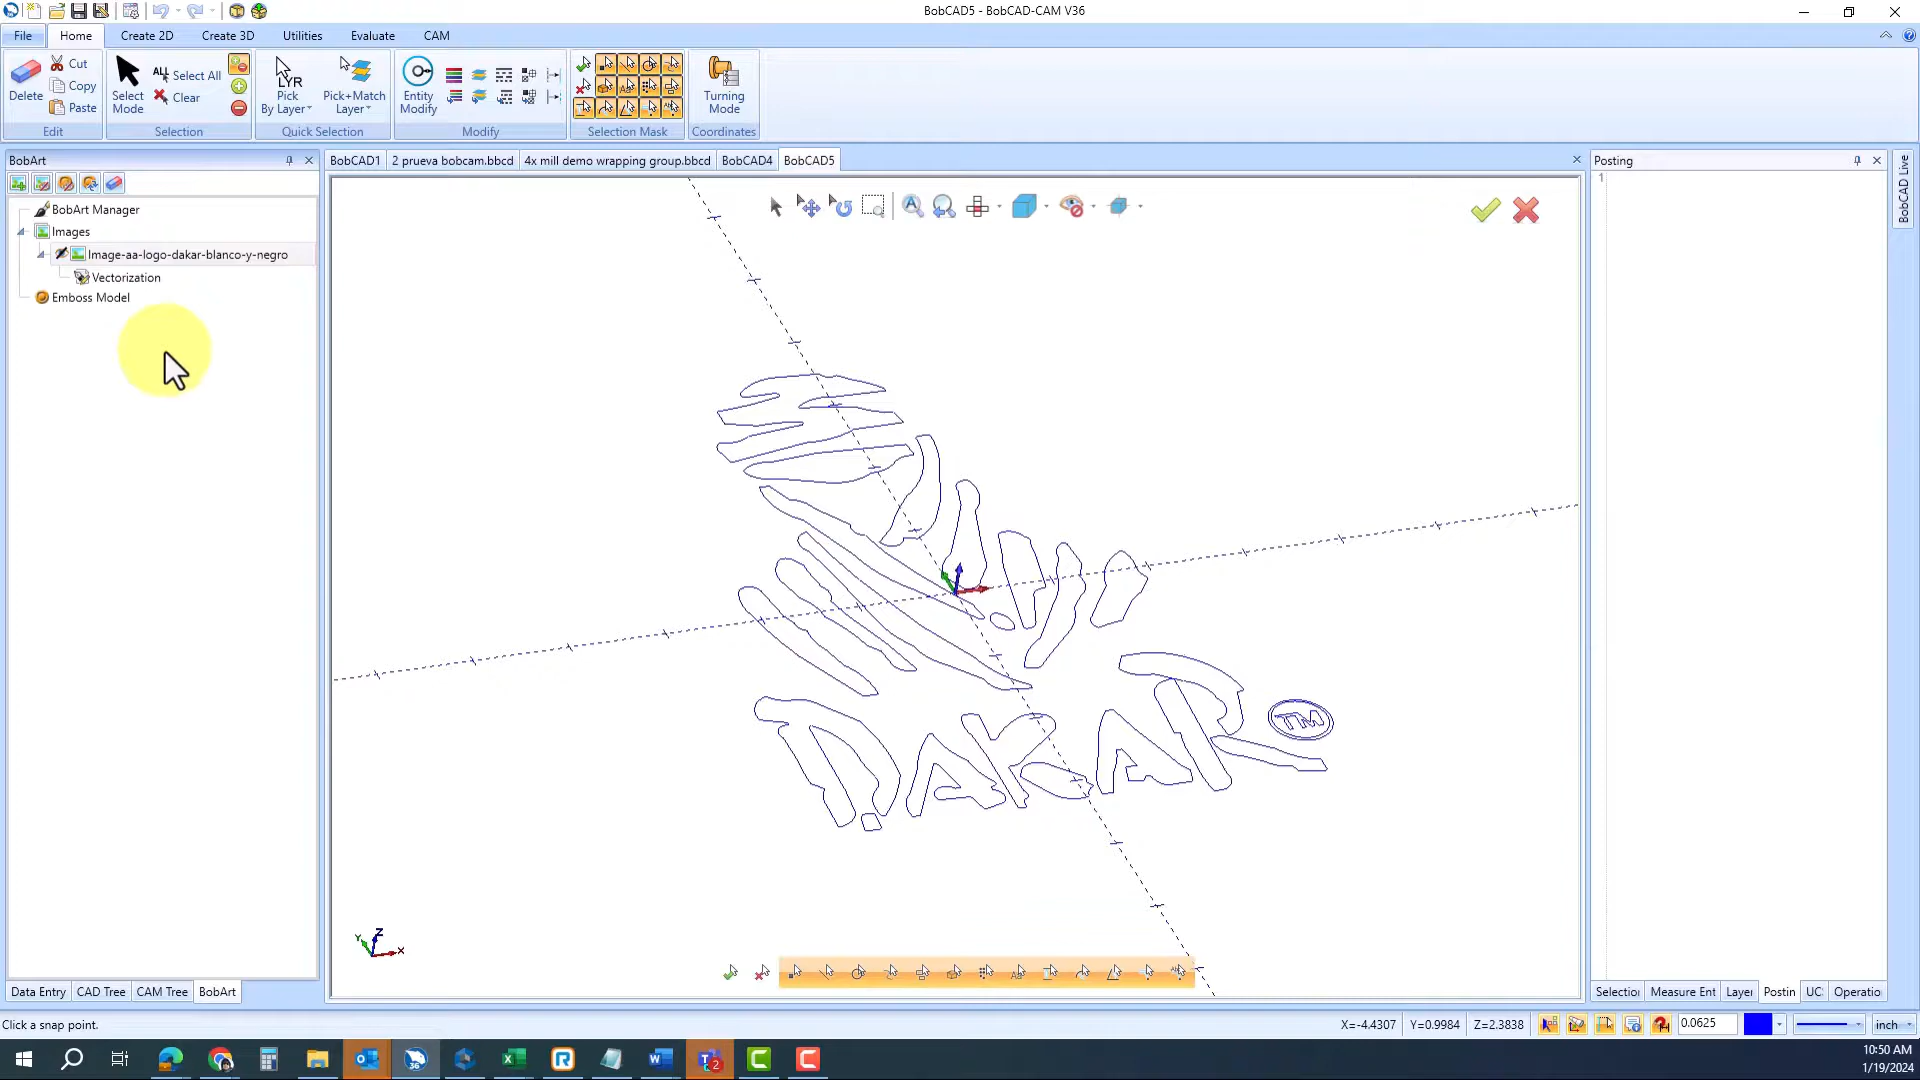 BobCAD5 - BobCAD-CAM V36
File Home Create 2D Create 3D Utilities Evaluate CAM
Delete
Cut
Copy
Paste
Edit
Select Mode
ALL Select All
Clear
Selection
LYR
Pick By Layer
Pick+Match Layer
Quick Selection
Entity Modify
Modify
Selection Mask
Turning Mode
Coordinates
BobArt
BobCAD1 2 prueva bobcam.bbcd 4x mill demo wrapping group.bbcd BobCAD4 BobCAD5
Posting
1
BobCAD Live
BobArt Manager
Images
Image-aa-logo-dakar-blanco-y-negro
Vectorization
Emboss Model
DAKAR TM
Y Z X
Data Entry CAD Tree CAM Tree BobArt
Selection Measure Ent Layer Postin UC Operatio
Click a snap point.
X=-4.4307 Y=0.9984 Z=2.3838 0.0625 inch
10:50 AM
1/19/2024